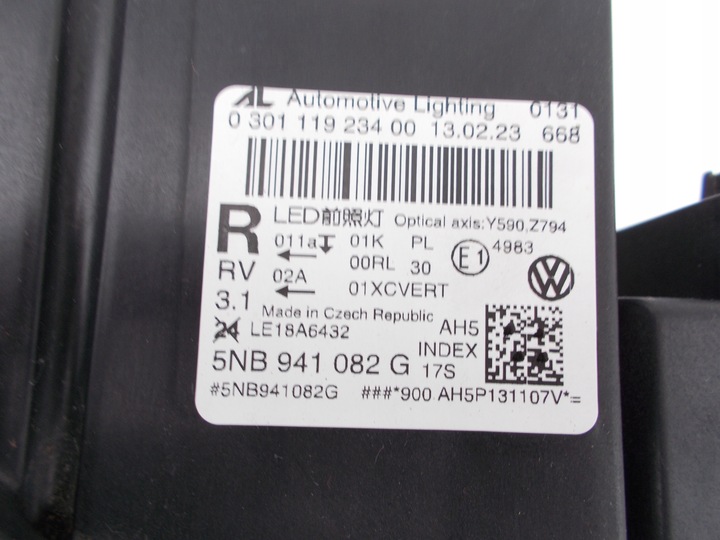 AL Automotive Lighting 0131
0 301 119 234 00 13.02.23 668
R LED前照灯 Optical axis:Y590,Z794
011a 01K PL E1 4983
00RL 30
RV 02A 01XCVERT
3.1 Made in Czech Republic
24 LE18A6432 AH5
5NB 941 082 G INDEX 17S
#5NB941082G ###*900 AH5P131107V*=